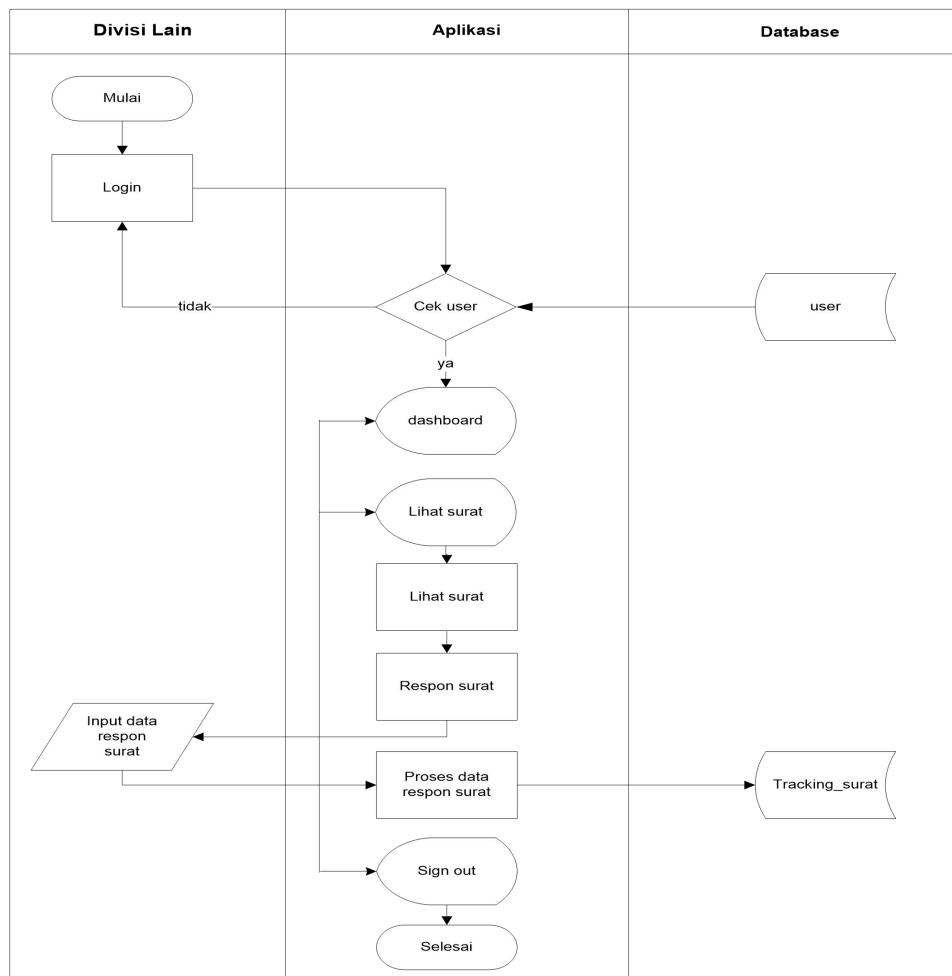 Divisi Lain
Aplikasi
Database
Mulai
Login
tidak
Cek user
user
ya
dashboard
Lihat surat
Lihat surat
Respon surat
Input data
respon
surat
Proses data
respon surat
Tracking_surat
Sign out
Selesai